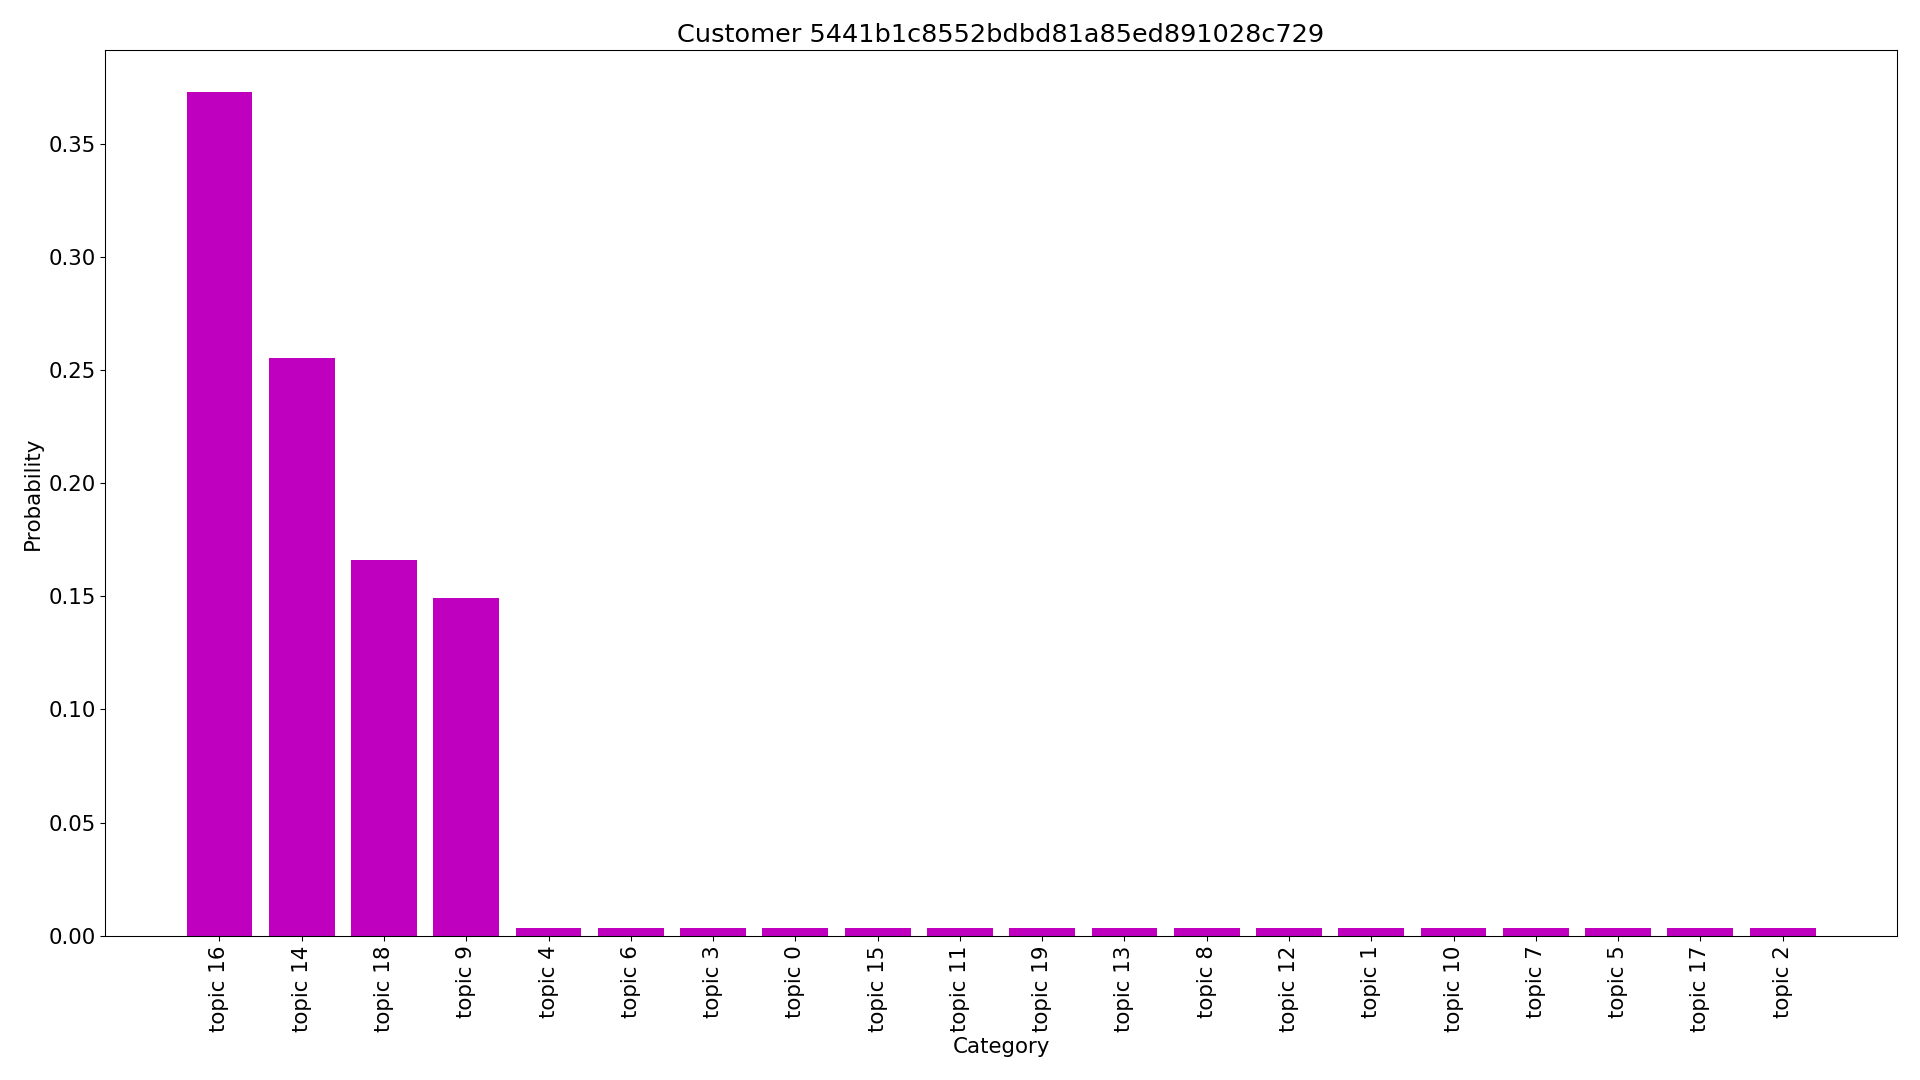 Customer 5441b1c8552bdbd81a85ed891028c729
Probability
0.35
0.30
0.25
0.20
0.15
0.10
0.05
0.00
topic 16
topic 14
topic 18
topic 9
topic 4
topic 6
topic 3
topic 0
topic 15
topic 11
topic 19
topic 13
topic 8
topic 12
topic 1
topic 10
topic 7
topic 5
topic 17
topic 2
Category